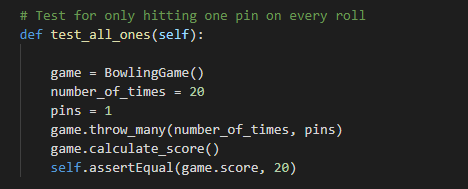 # Test for only hitting one pin on every roll
def test_all_ones(self):
game = BowlingGame()
number_of_times = 20
pins = 1
game.throw_many(number_of_times, pins)
game.calculate_score()
self.assertEqual(game.score, 20)